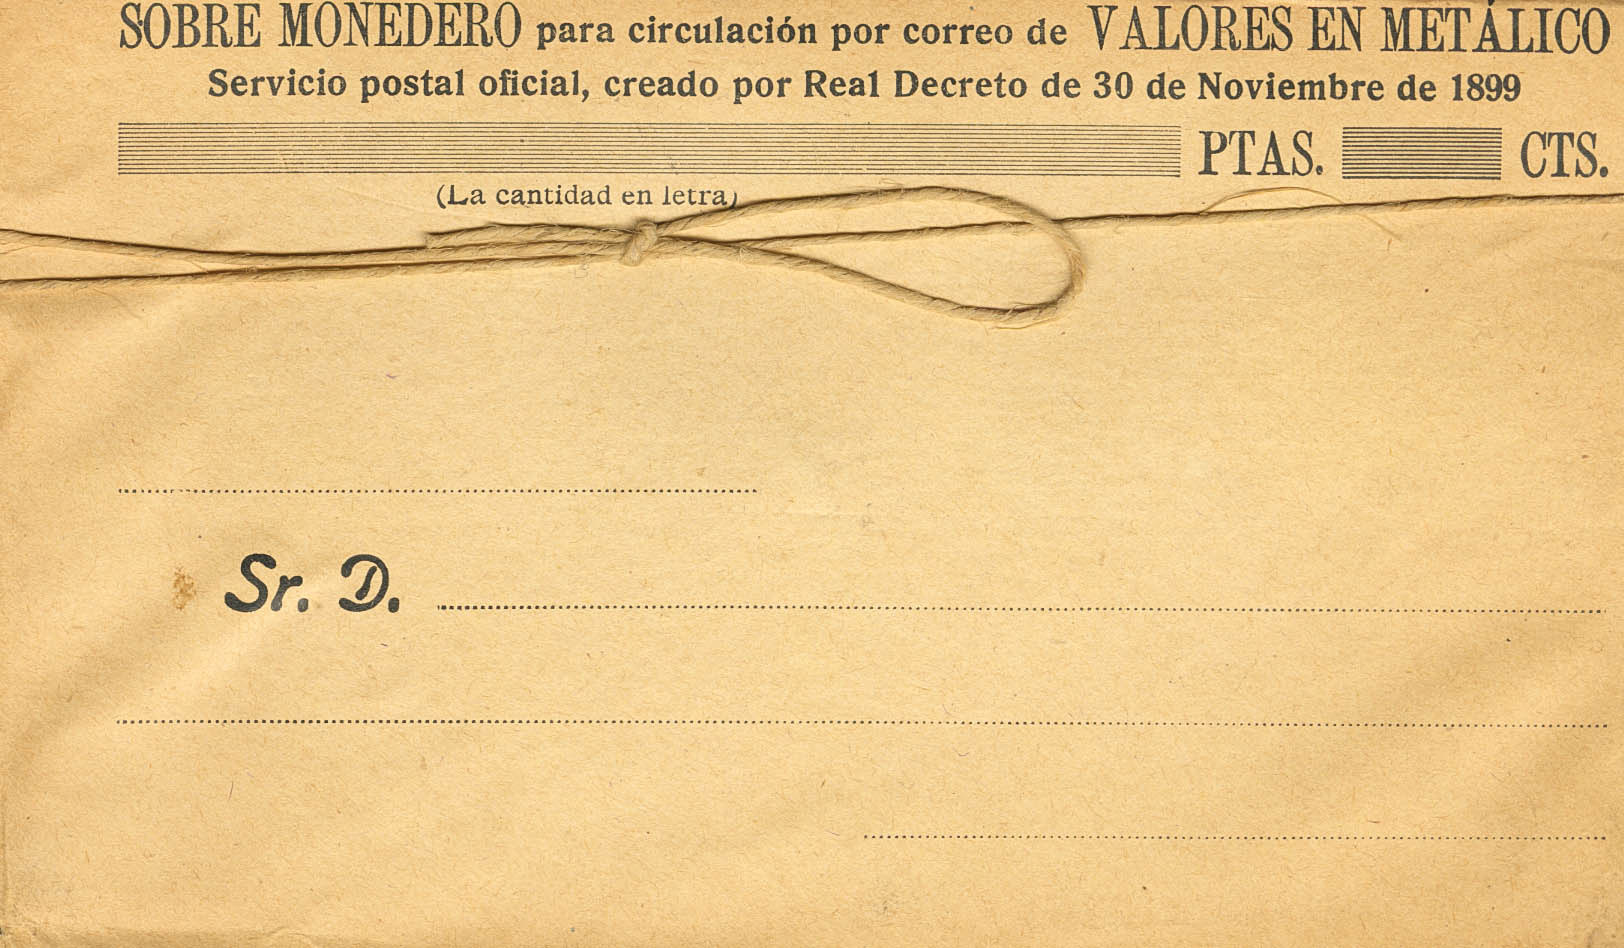 SOBRE MONEDERO para circulación por correo de VALORES EN METÁLICO
Servicio postal oficial, creado por Real Decreto de 30 de Noviembre de 1899
PTAS. CTS.
(La cantidad en letra)
Sr. D.